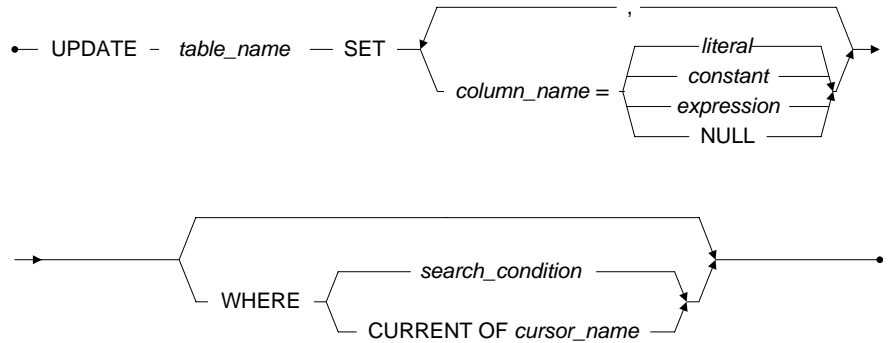 ,
UPDATE table_name SET literal
column_name = constant
expression
NULL
search_condition
WHERE
CURRENT OF cursor_name